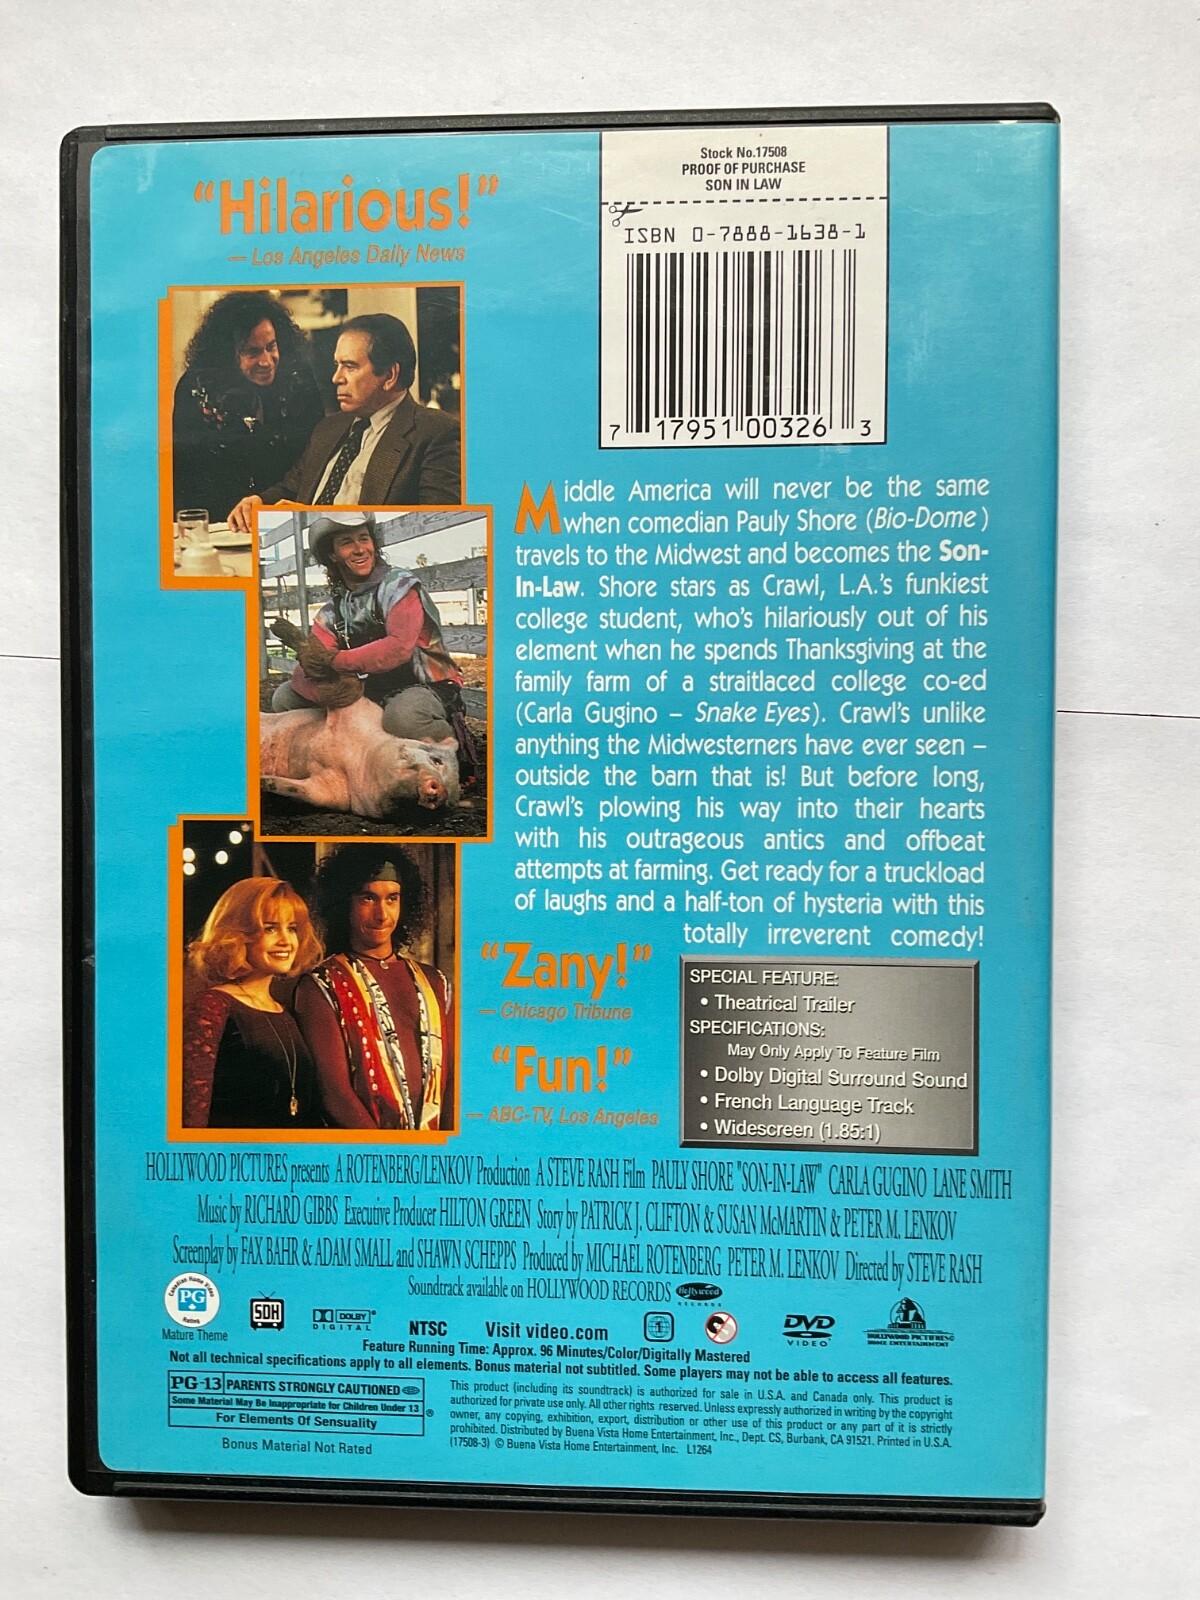 Stock No.17508
PROOF OF PURCHASE
SON IN LAW
ISBN 0-7888-1638-1
7 17951 00326 3
"Hilarious!"
— Los Angeles Daily News
Middle America will never be the same
when comedian Pauly Shore (Bio-Dome)
travels to the Midwest and becomes the Son-
In-Law. Shore stars as Crawl, L.A.'s funkiest
college student, who's hilariously out of his
element when he spends Thanksgiving at the
family farm of a straitlaced college co-ed
(Carla Gugino – Snake Eyes). Crawl's unlike
anything the Midwesterners have ever seen –
outside the barn that is! But before long,
Crawl's plowing his way into their hearts
with his outrageous antics and offbeat
attempts at farming. Get ready for a truckload
of laughs and a half-ton of hysteria with this
totally irreverent comedy!
"Zany!"
— Chicago Tribune
"Fun!"
— ABC-TV, Los Angeles
SPECIAL FEATURE:
• Theatrical Trailer
SPECIFICATIONS:
May Only Apply To Feature Film
• Dolby Digital Surround Sound
• French Language Track
• Widescreen (1.85:1)
HOLLYWOOD PICTURES presents A ROTENBERG/LENKOV Production A STEVE RASH Film PAULY SHORE "SON-IN-LAW" CARLA GUGINO LANE SMITH
Music by RICHARD GIBBS Executive Producer HILTON GREEN Story by PATRICK J. CLIFTON & SUSAN McMARTIN & PETER M. LENKOV
Screenplay by FAX BAHR & ADAM SMALL and SHAWN SCHEPPS Produced by MICHAEL ROTENBERG PETER M. LENKOV Directed by STEVE RASH
Soundtrack available on HOLLYWOOD RECORDS Hollywood RECORDS
Canadian Home Video
PG
Mature Theme
SDH
DOLBY DIGITAL
NTSC
Visit video.com
1
DVD VIDEO
HOLLYWOOD PICTURES HOME ENTERTAINMENT
Feature Running Time: Approx. 96 Minutes/Color/Digitally Mastered
Not all technical specifications apply to all elements. Bonus material not subtitled. Some players may not be able to access all features.
PG-13 PARENTS STRONGLY CAUTIONED
Some Material May Be Inappropriate for Children Under 13 ®
For Elements Of Sensuality
Bonus Material Not Rated
This product (including its soundtrack) is authorized for sale in U.S.A. and Canada only. This product is
authorized for private use only. All other rights reserved. Unless expressly authorized in writing by the copyright
owner, any copying, exhibition, export, distribution or other use of this product or any part of it is strictly
prohibited. Distributed by Buena Vista Home Entertainment, Inc., Dept. CS, Burbank, CA 91521. Printed in U.S.A.
(17508-3) © Buena Vista Home Entertainment, Inc. L1264